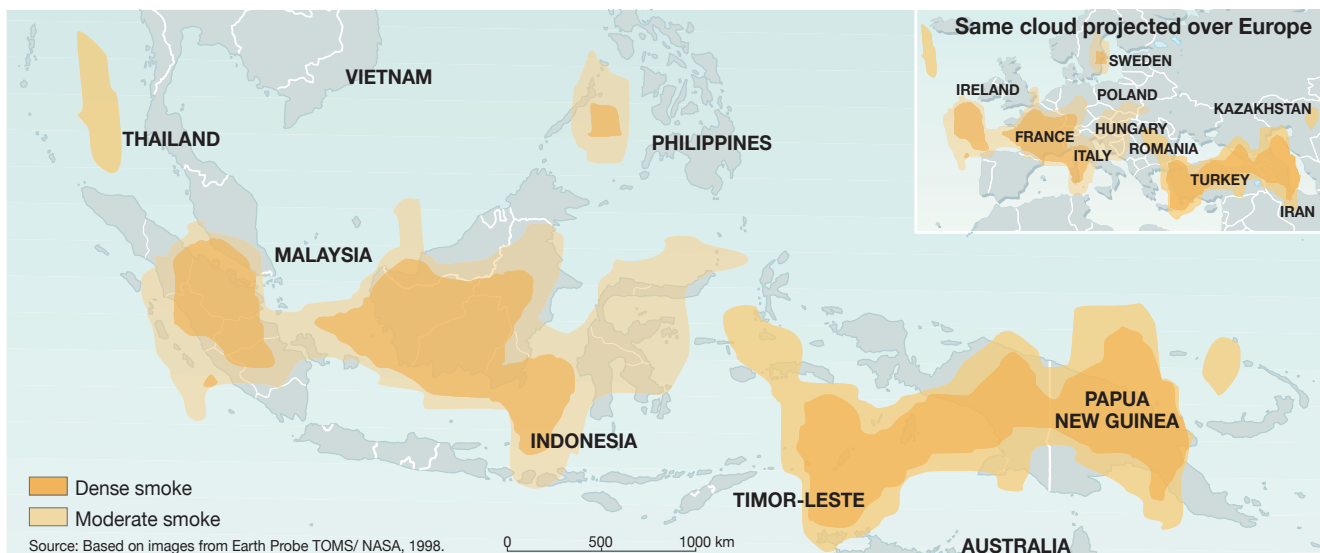 Same cloud projected over Europe
SWEDEN
IRELAND
POLAND
KAZAKHSTAN
FRANCE
HUNGARY
ITALY
ROMANIA
TURKEY
IRAN
VIETNAM
THAILAND
PHILIPPINES
MALAYSIA
PAPUA
NEW GUINEA
INDONESIA
TIMOR-LESTE
AUSTRALIA
Dense smoke
Moderate smoke
Source: Based on images from Earth Probe TOMS/ NASA, 1998.
0 500 1000 km